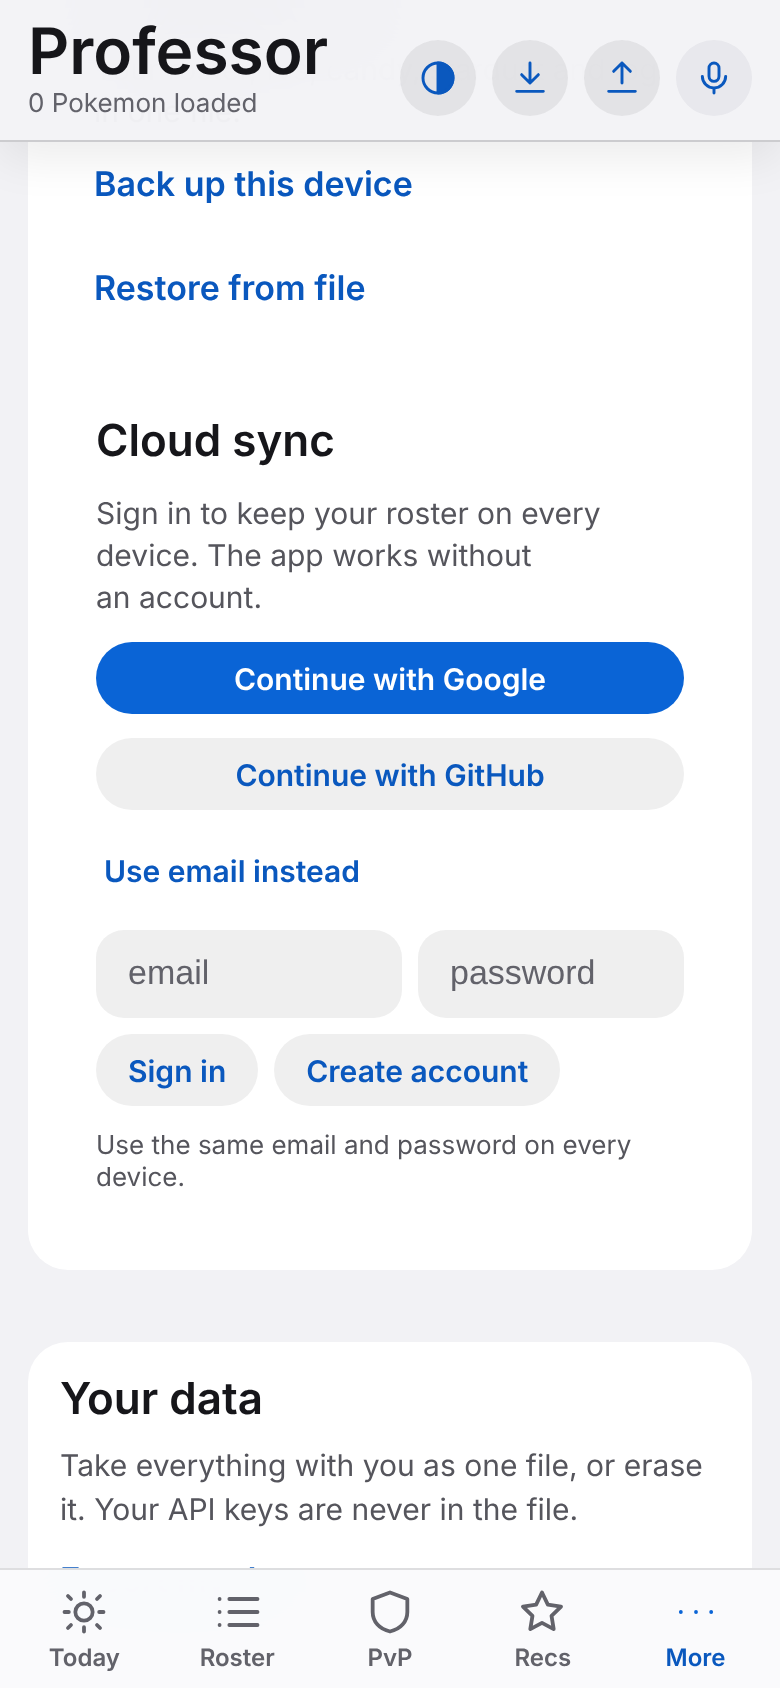 Professor
0 Pokemon loaded
Back up this device
Restore from file
Cloud sync
Sign in to keep your roster on every
device. The app works without
an account.
Continue with Google
Continue with GitHub
Use email instead
email
password
Sign in
Create account
Use the same email and password on every
device.
Your data
Take everything with you as one file, or erase
it. Your API keys are never in the file.
Today
Roster
PvP
Recs
More